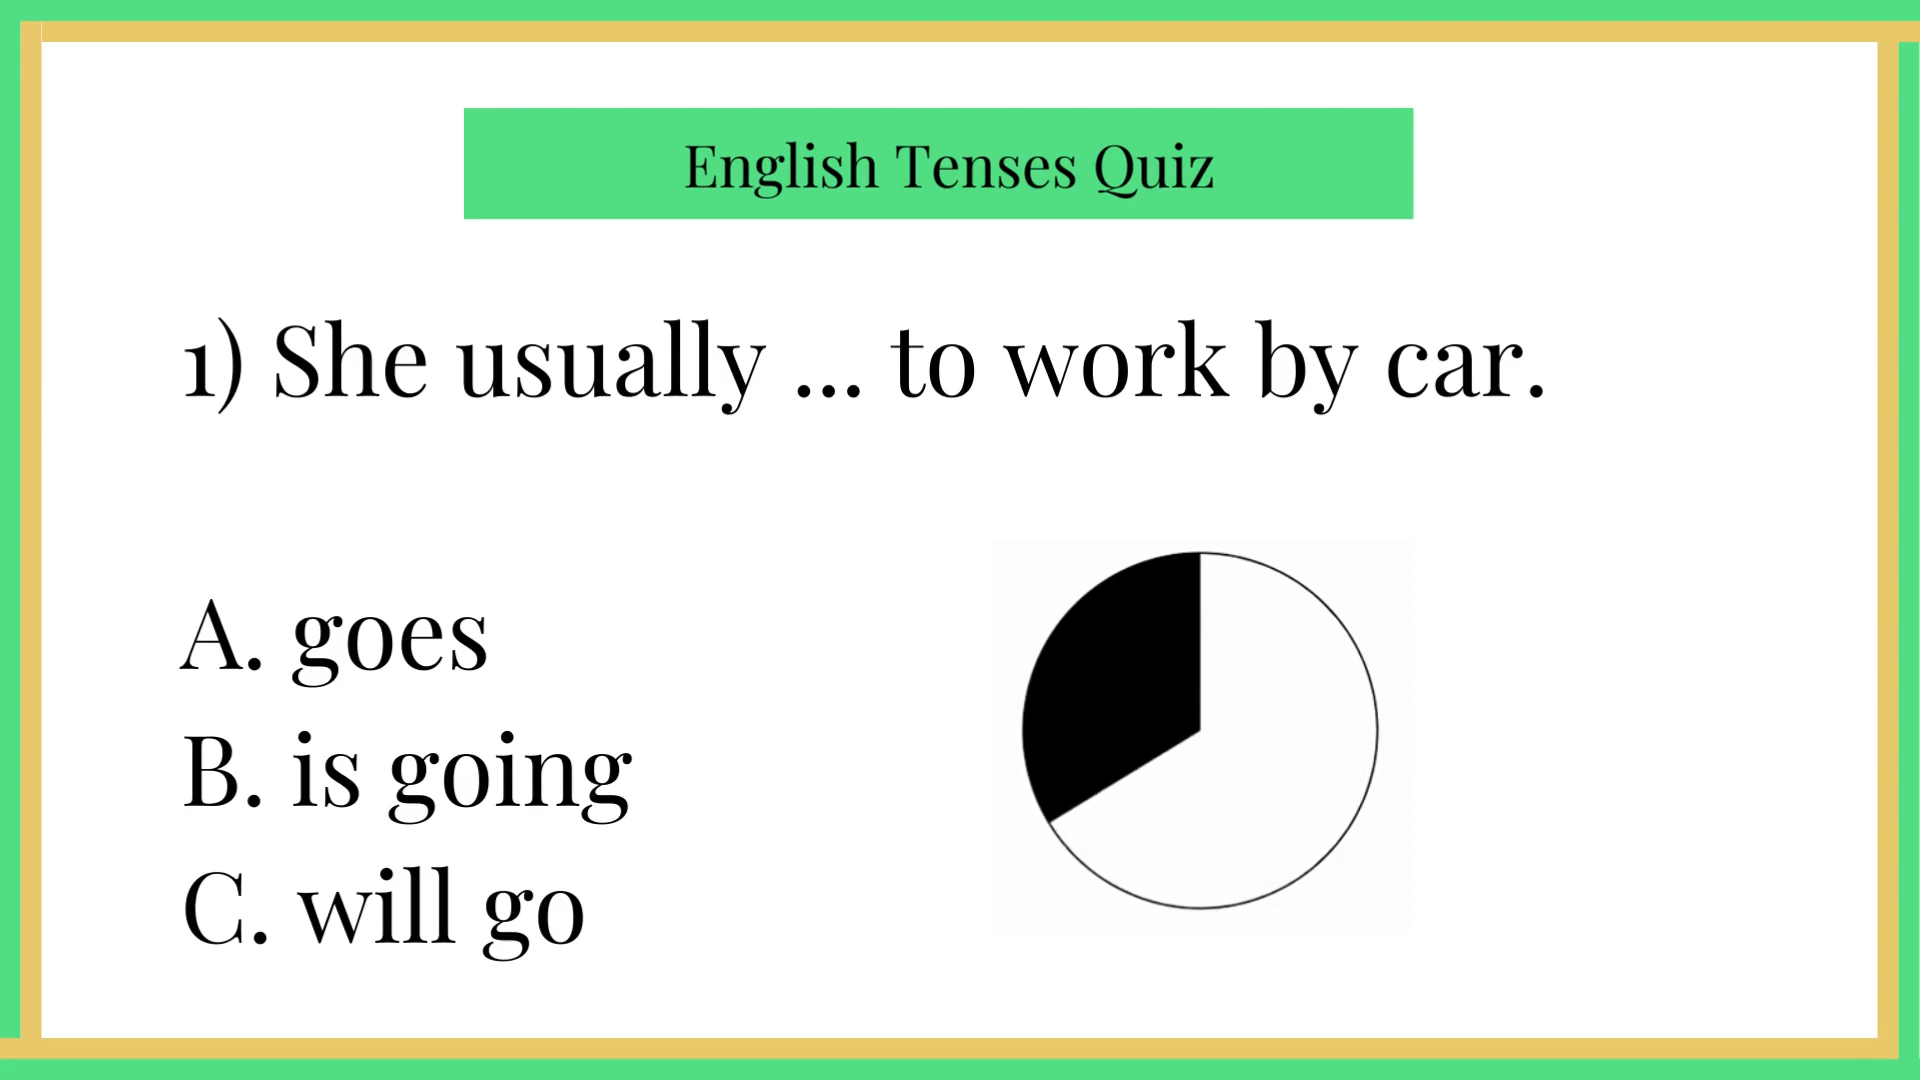 English Tenses Quiz
1) She usually ... to work by car.
A. goes
B. is going
C. will go